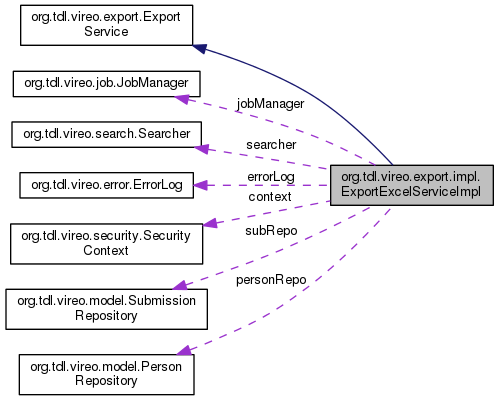 org.tdl.vireo.export.Export
Service
org.tdl.vireo.job.JobManager
jobManager
org.tdl.vireo.search.Searcher
searcher
org.tdl.vireo.error.ErrorLog
errorLog
org.tdl.vireo.export.impl.
ExportExcelServiceImpl
context
org.tdl.vireo.security.Security
Context
subRepo
personRepo
org.tdl.vireo.model.Submission
Repository
org.tdl.vireo.model.Person
Repository